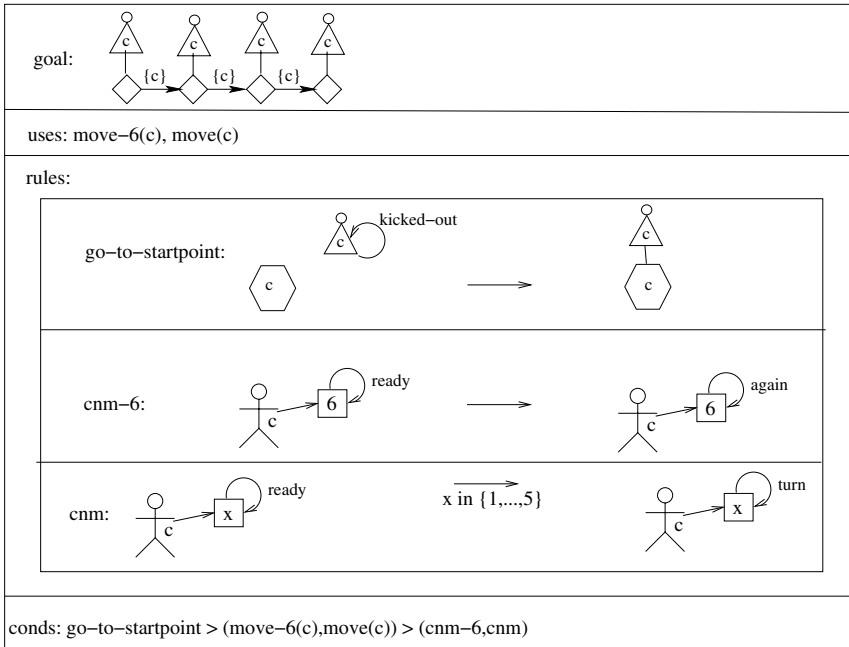 c c c c
goal: {c} {c} {c}
uses: move−6(c), move(c)
rules:
kicked−out
c c
go−to−startpoint:
c c
ready again
cnm−6: c 6 c 6
ready turn
cnm: c x x in {1,...,5} c x
conds: go−to−startpoint > (move−6(c),move(c)) > (cnm−6,cnm)